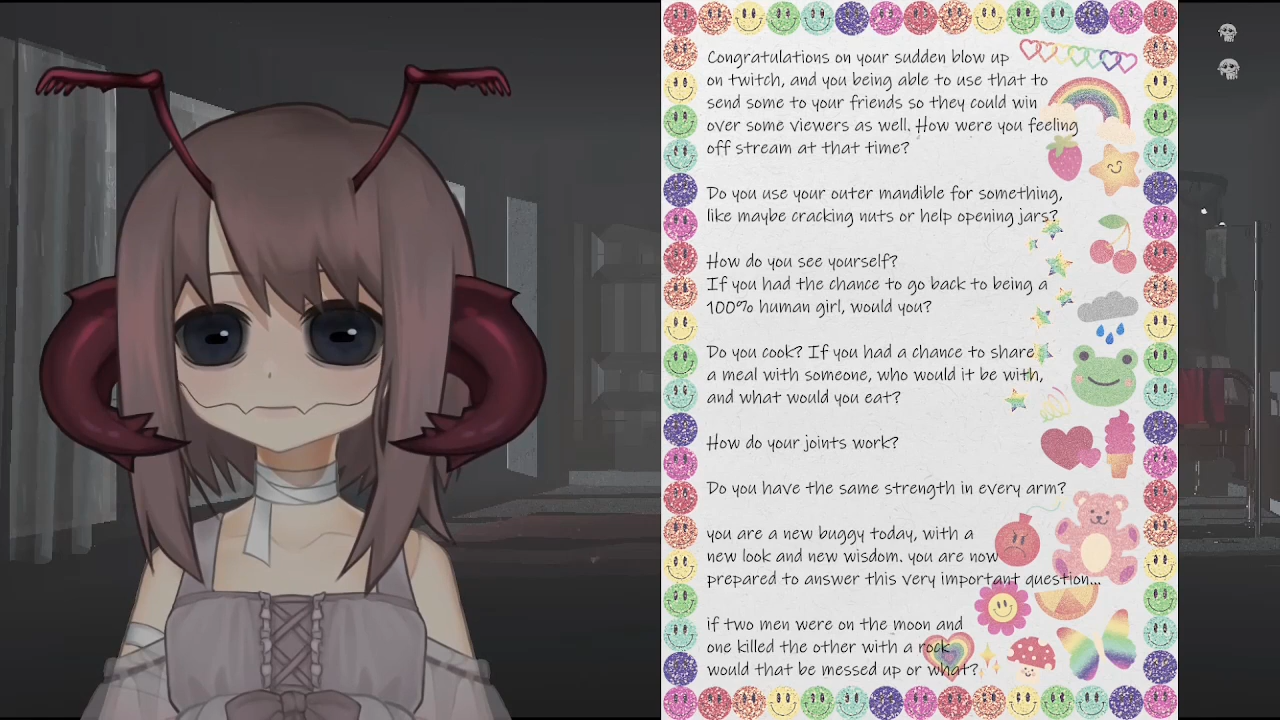 Congratulations on your sudden blow up
on twitch, and you being able to use that to
send some to your friends so they could win
over some viewers as well. How were you feeling
off stream at that time?
Do you use your outer mandible for something,
like maybe cracking nuts or help opening jars?
How do you see yourself?
If you had the chance to go back to being a
100% human girl, would you?
Do you cook? If you had a chance to share
a meal with someone, who would it be with,
and what would you eat?
How do your joints work?
Do you have the same strength in every arm?
you are a new buggy today, with a
new look and new wisdom. you are now
prepared to answer this very important question...
if two men were on the moon and
one killed the other with a rock
would that be messed up or what?